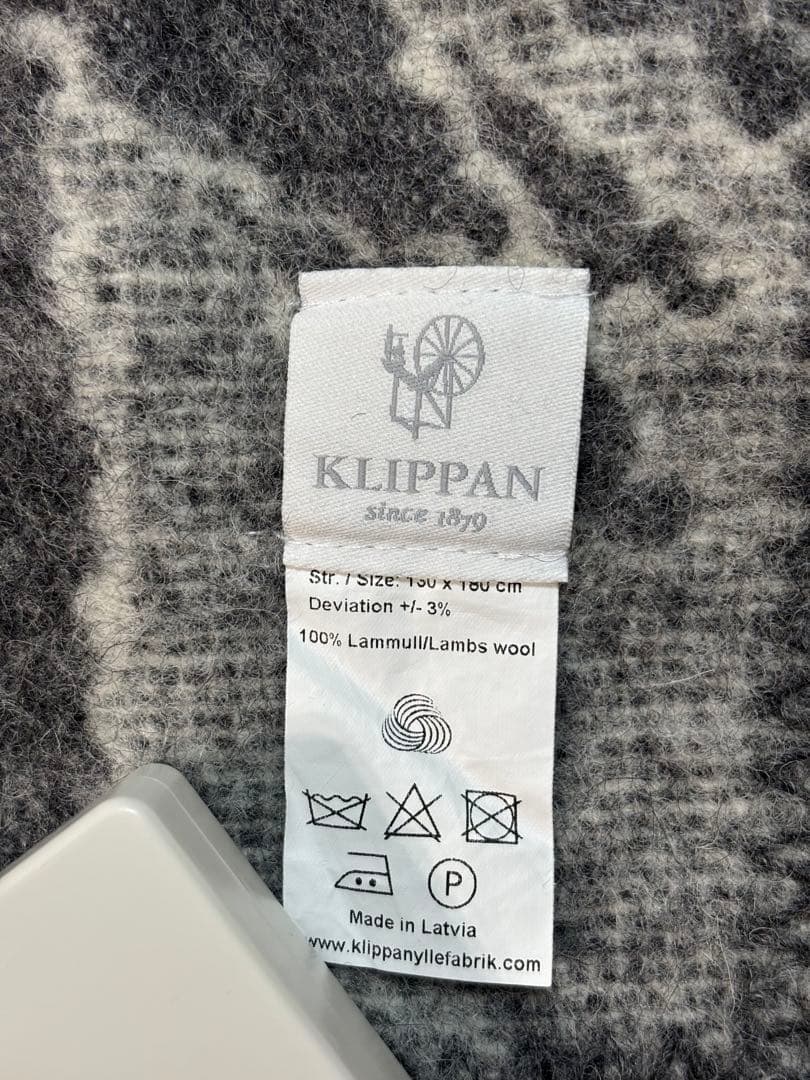 KLIPPAN
since 1879
Str. / Size: 130 x 180 cm
Deviation +/- 3%
100% Lammull/Lambs wool
P
Made in Latvia
www.klippanyllefabrik.com